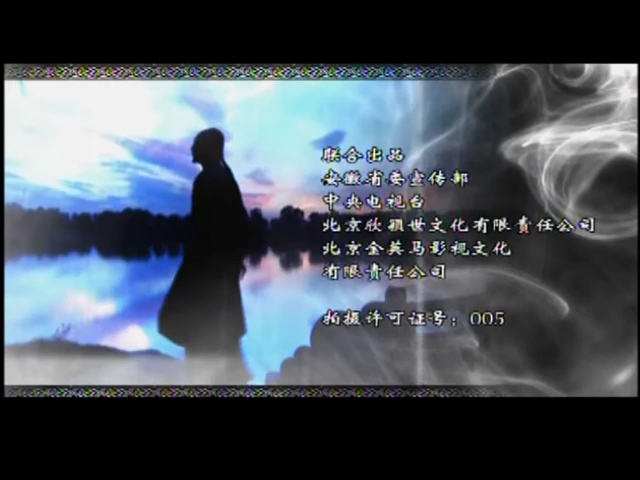 联合出品
安徽省委宣传部
中央电视台
北京欣颖世文化有限责任公司
北京金英马影视文化
有限责任公司
拍摄许可证号：005